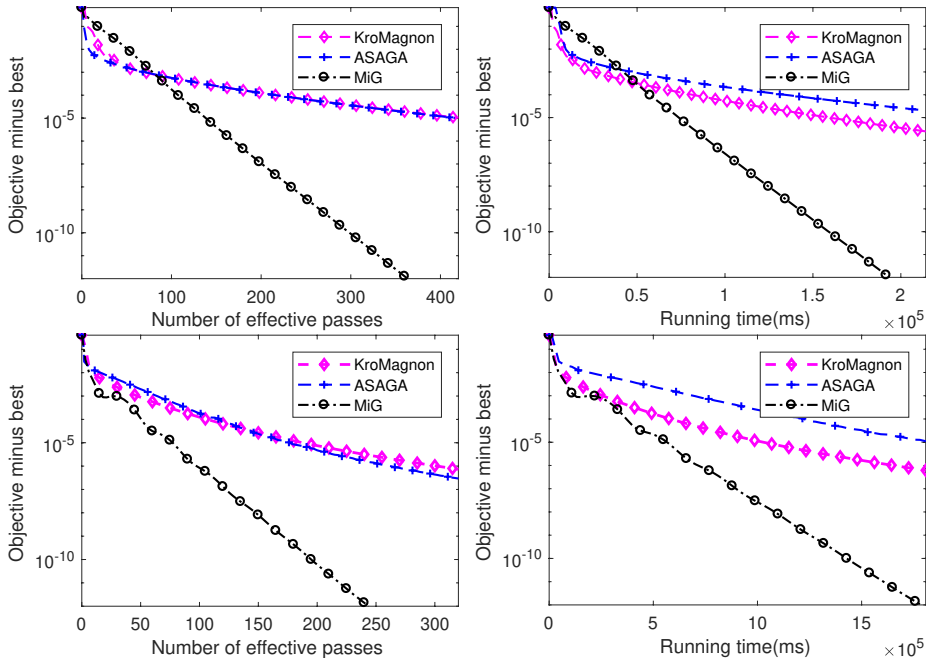 Objective minus best
10^-5
10^-10
KroMagnon
ASAGA
MiG
0 100 200 300 400
Number of effective passes
Objective minus best
10^-5
10^-10
KroMagnon
ASAGA
MiG
0 0.5 1 1.5 2
Running time(ms) × 10^5
Objective minus best
10^-5
10^-10
KroMagnon
ASAGA
MiG
0 50 100 150 200 250 300
Number of effective passes
Objective minus best
10^-5
10^-10
KroMagnon
ASAGA
MiG
0 5 10 15
Running time(ms) × 10^5